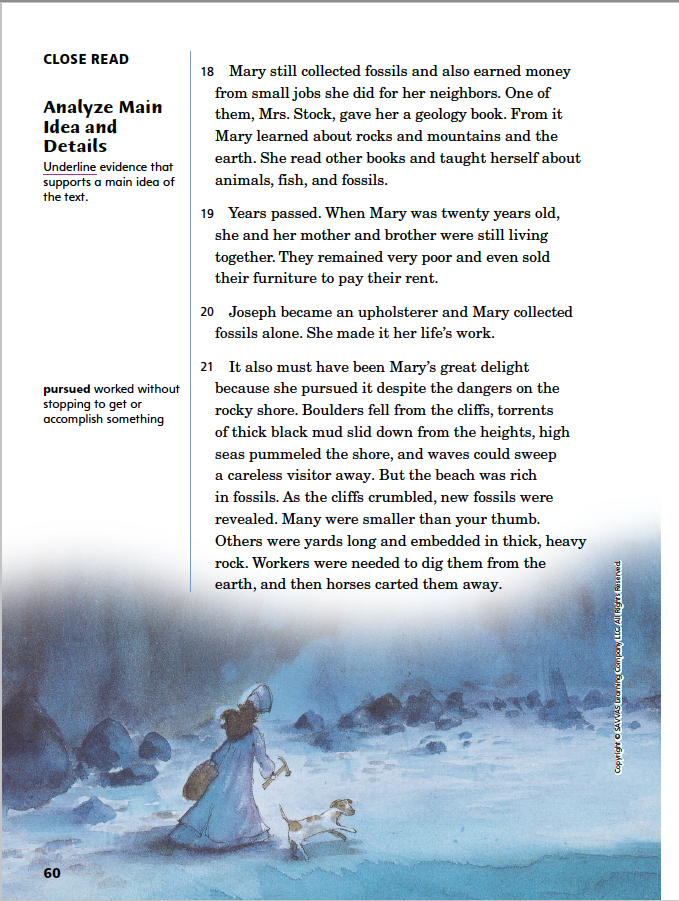 CLOSE READ
Analyze Main
Idea and
Details
Underline evidence that
supports a main idea of
the text.
pursued worked without
stopping to get or
accomplish something
18 Mary still collected fossils and also earned money
from small jobs she did for her neighbors. One of
them, Mrs. Stock, gave her a geology book. From it
Mary learned about rocks and mountains and the
earth. She read other books and taught herself about
animals, fish, and fossils.
19 Years passed. When Mary was twenty years old,
she and her mother and brother were still living
together. They remained very poor and even sold
their furniture to pay their rent.
20 Joseph became an upholsterer and Mary collected
fossils alone. She made it her life’s work.
21 It also must have been Mary’s great delight
because she pursued it despite the dangers on the
rocky shore. Boulders fell from the cliffs, torrents
of thick black mud slid down from the heights, high
seas pummeled the shore, and waves could sweep
a careless visitor away. But the beach was rich
in fossils. As the cliffs crumbled, new fossils were
revealed. Many were smaller than your thumb.
Others were yards long and embedded in thick, heavy
rock. Workers were needed to dig them from the
earth, and then horses carted them away.
Copyright © SAVVAS Learning Company LLC. All Rights Reserved.
60